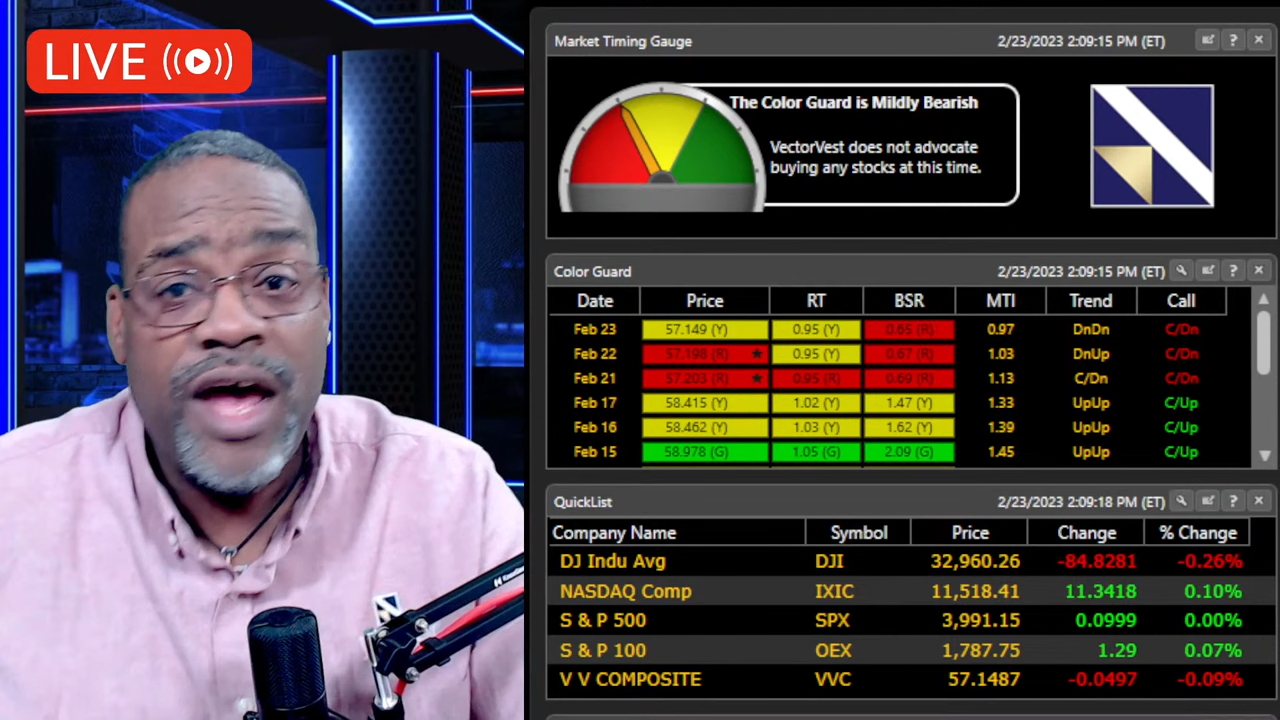 LIVE
Market Timing Gauge 2/23/2023 2:09:15 PM (ET) ? ×
The Color Guard is Mildly Bearish
VectorVest does not advocate
buying any stocks at this time.
Color Guard 2/23/2023 2:09:15 PM (ET) ? ×
Date Price RT BSR MTI Trend Call
Feb 23 57.149 (Y) 0.95 (Y) 0.65 (R) 0.97 DnDn C/Dn
Feb 22 57.198 (R) ★ 0.95 (Y) 0.67 (R) 1.03 DnUp C/Dn
Feb 21 57.203 (R) ★ 0.95 (R) 0.69 (R) 1.13 C/Dn C/Dn
Feb 17 58.415 (Y) 1.02 (Y) 1.47 (Y) 1.33 UpUp C/Up
Feb 16 58.462 (Y) 1.03 (Y) 1.62 (Y) 1.39 UpUp C/Up
Feb 15 58.978 (G) 1.05 (G) 2.09 (G) 1.45 UpUp C/Up
QuickList 2/23/2023 2:09:18 PM (ET) ? ×
Company Name Symbol Price Change % Change
DJ Indu Avg DJI 32,960.26 -84.8281 -0.26%
NASDAQ Comp IXIC 11,518.41 11.3418 0.10%
S & P 500 SPX 3,991.15 0.0999 0.00%
S & P 100 OEX 1,787.75 1.29 0.07%
V V COMPOSITE VVC 57.1487 -0.0497 -0.09%